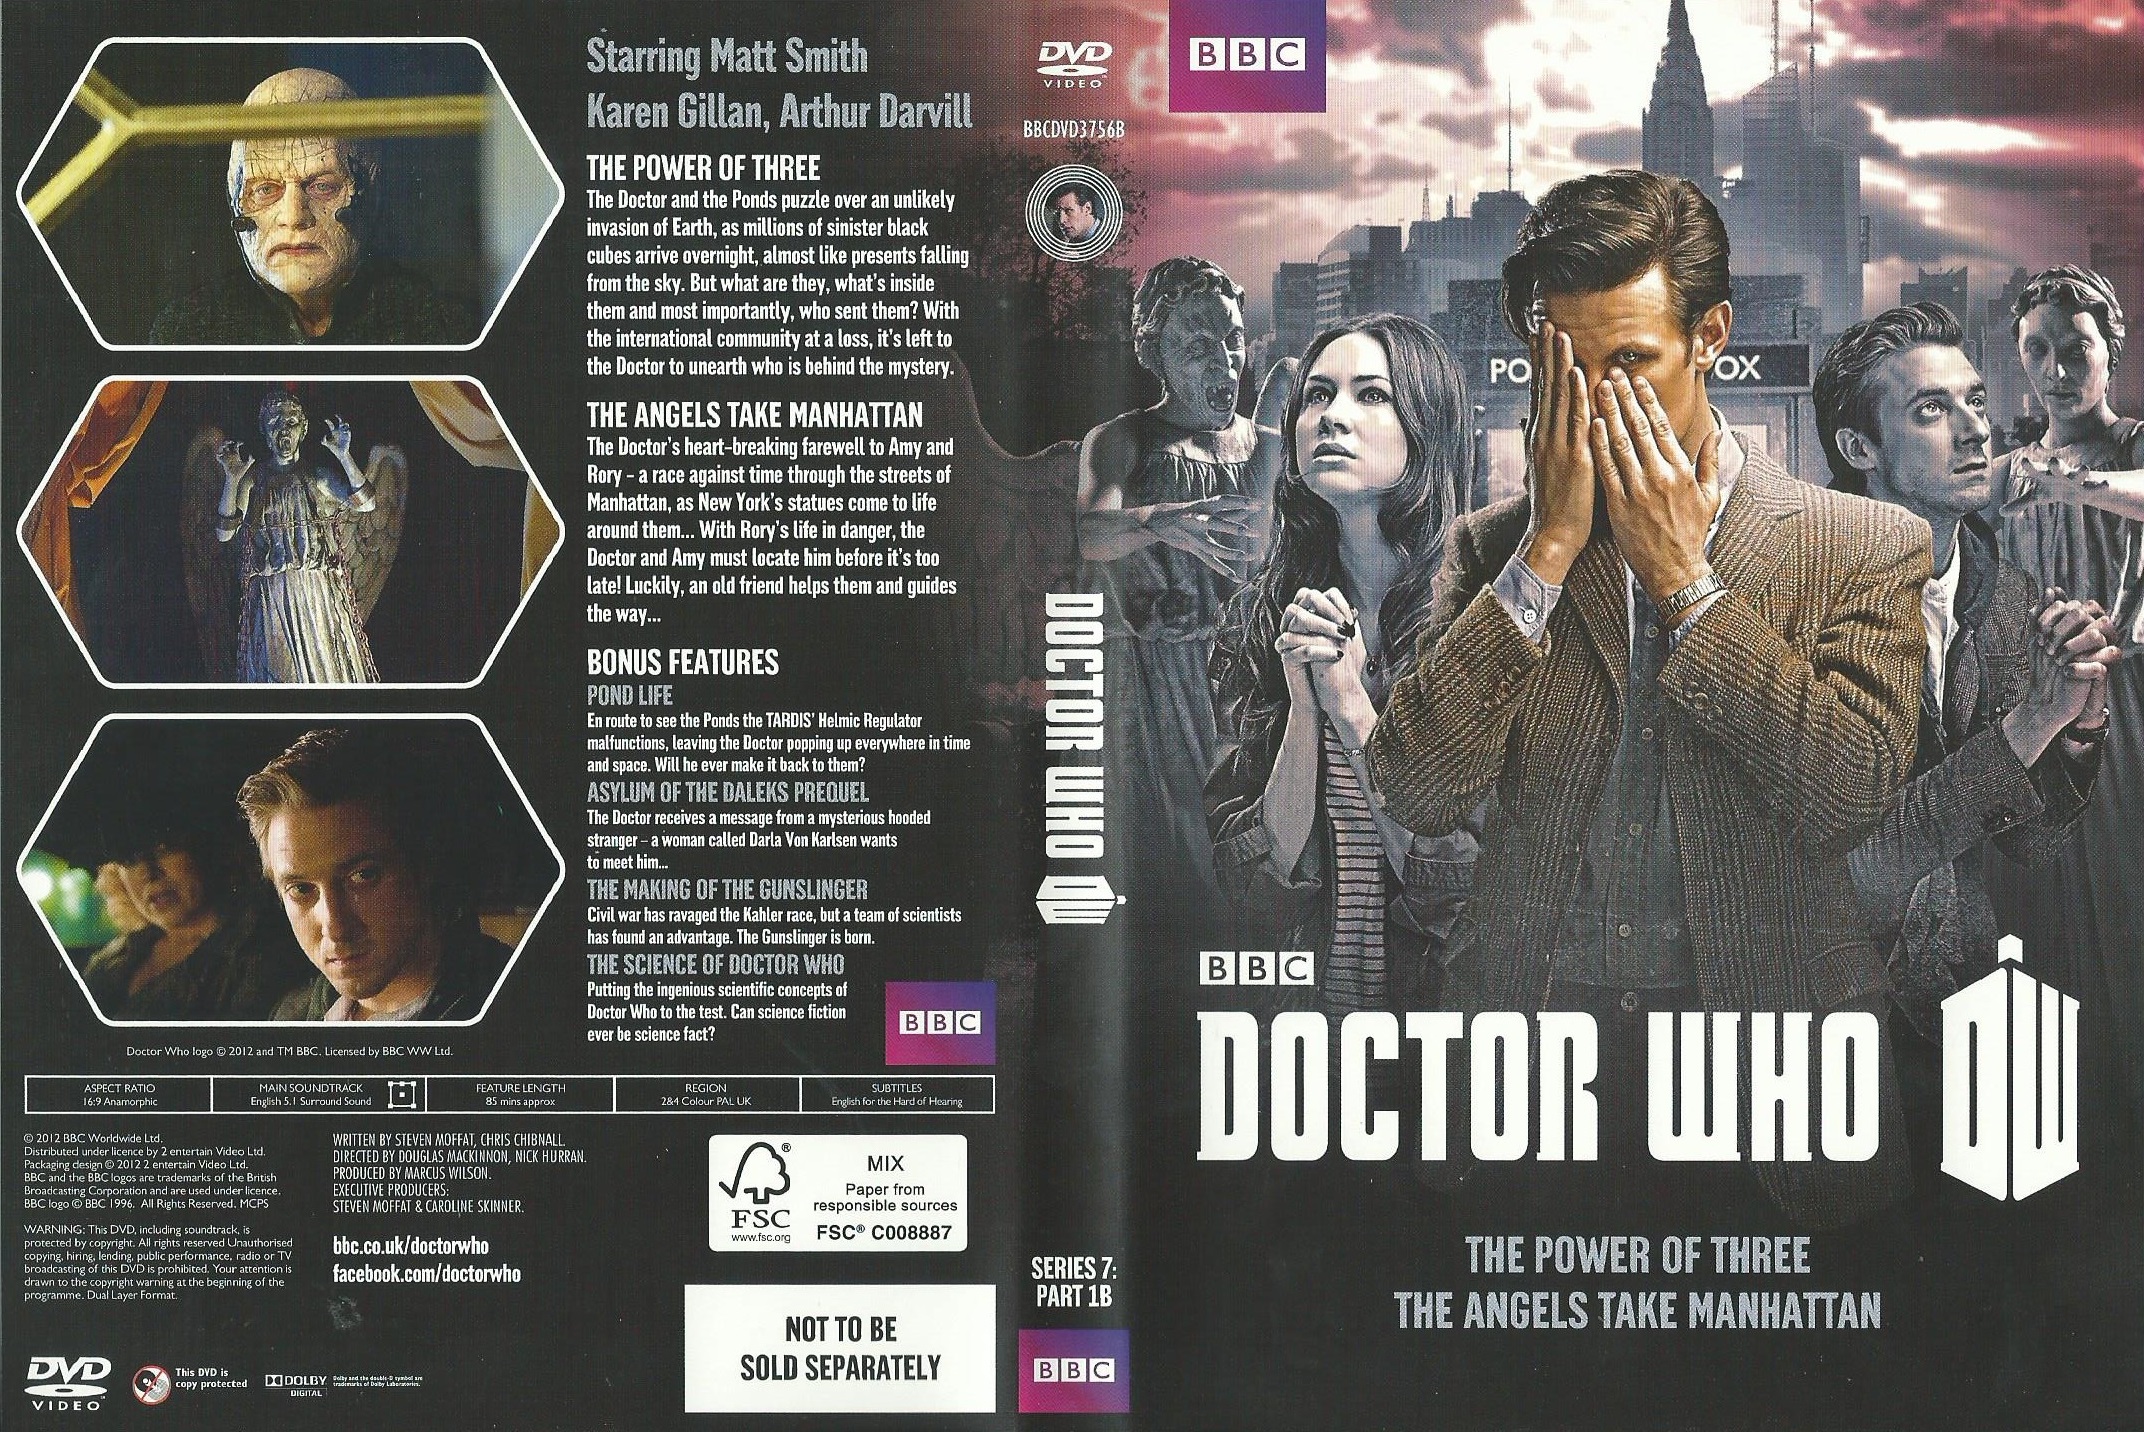 Starring Matt Smith
Karen Gillan, Arthur Darvill
THE POWER OF THREE
The Doctor and the Ponds puzzle over an unlikely
invasion of Earth, as millions of sinister black
cubes arrive overnight, almost like presents falling
from the sky. But what are they, what's inside
them and most importantly, who sent them? With
the international community at a loss, it's left to
the Doctor to unearth who is behind the mystery.
THE ANGELS TAKE MANHATTAN
The Doctor's heart-breaking farewell to Amy and
Rory - a race against time through the streets of
Manhattan, as New York's statues come to life
around them... With Rory's life in danger, the
Doctor and Amy must locate him before it's too
late! Luckily, an old friend helps them and guides
the way...
BONUS FEATURES
POND LIFE
En route to see the Ponds the TARDIS' Helmic Regulator
malfunctions, leaving the Doctor popping up everywhere in time
and space. Will he ever make it back to them?
ASYLUM OF THE DALEKS PREQUEL
The Doctor receives a message from a mysterious hooded
stranger – a woman called Darla Von Karlsen wants
to meet him...
THE MAKING OF THE GUNSLINGER
Civil war has ravaged the Kahler race, but a team of scientists
has found an advantage. The Gunslinger is born.
THE SCIENCE OF DOCTOR WHO
Putting the ingenious scientific concepts of
Doctor Who to the test. Can science fiction
ever be science fact?
BBC
Doctor Who logo © 2012 and TM BBC. Licensed by BBC WW Ltd.
ASPECT RATIO
16:9 Anamorphic
MAIN SOUNDTRACK
English 5.1 Surround Sound
FEATURE LENGTH
85 mins approx
REGION
2&4 Colour PAL UK
SUBTITLES
English for the Hard of Hearing
© 2012 BBC Worldwide Ltd.
Distributed under licence by 2 entertain Video Ltd.
Packaging design © 2012 2 entertain Video Ltd.
BBC and the BBC logos are trademarks of the British
Broadcasting Corporation and are used under licence.
BBC logo © BBC 1996. All Rights Reserved. MCPS
WARNING: This DVD, including soundtrack, is
protected by copyright. All rights reserved Unauthorised
copying, hiring, lending, public performance, radio or TV
broadcasting of this DVD is prohibited. Your attention is
drawn to the copyright warning at the beginning of the
programme. Dual Layer Format.
WRITTEN BY STEVEN MOFFAT, CHRIS CHIBNALL.
DIRECTED BY DOUGLAS MACKINNON, NICK HURRAN.
PRODUCED BY MARCUS WILSON.
EXECUTIVE PRODUCERS:
STEVEN MOFFAT & CAROLINE SKINNER.
bbc.co.uk/doctorwho
facebook.com/doctorwho
FSC
www.fsc.org
MIX
Paper from
responsible sources
FSC® C008887
NOT TO BE
SOLD SEPARATELY
DVD
VIDEO
This DVD is
copy protected
DOLBY
DIGITAL
Dolby and the double-D symbol are
trademarks of Dolby Laboratories.
DVD
VIDEO
BBCDVD3756B
DOCTOR WHO
DW
SERIES 7:
PART 1B
BBC
BBC
PO
OX
BBC
DOCTOR WHO
DW
THE POWER OF THREE
THE ANGELS TAKE MANHATTAN